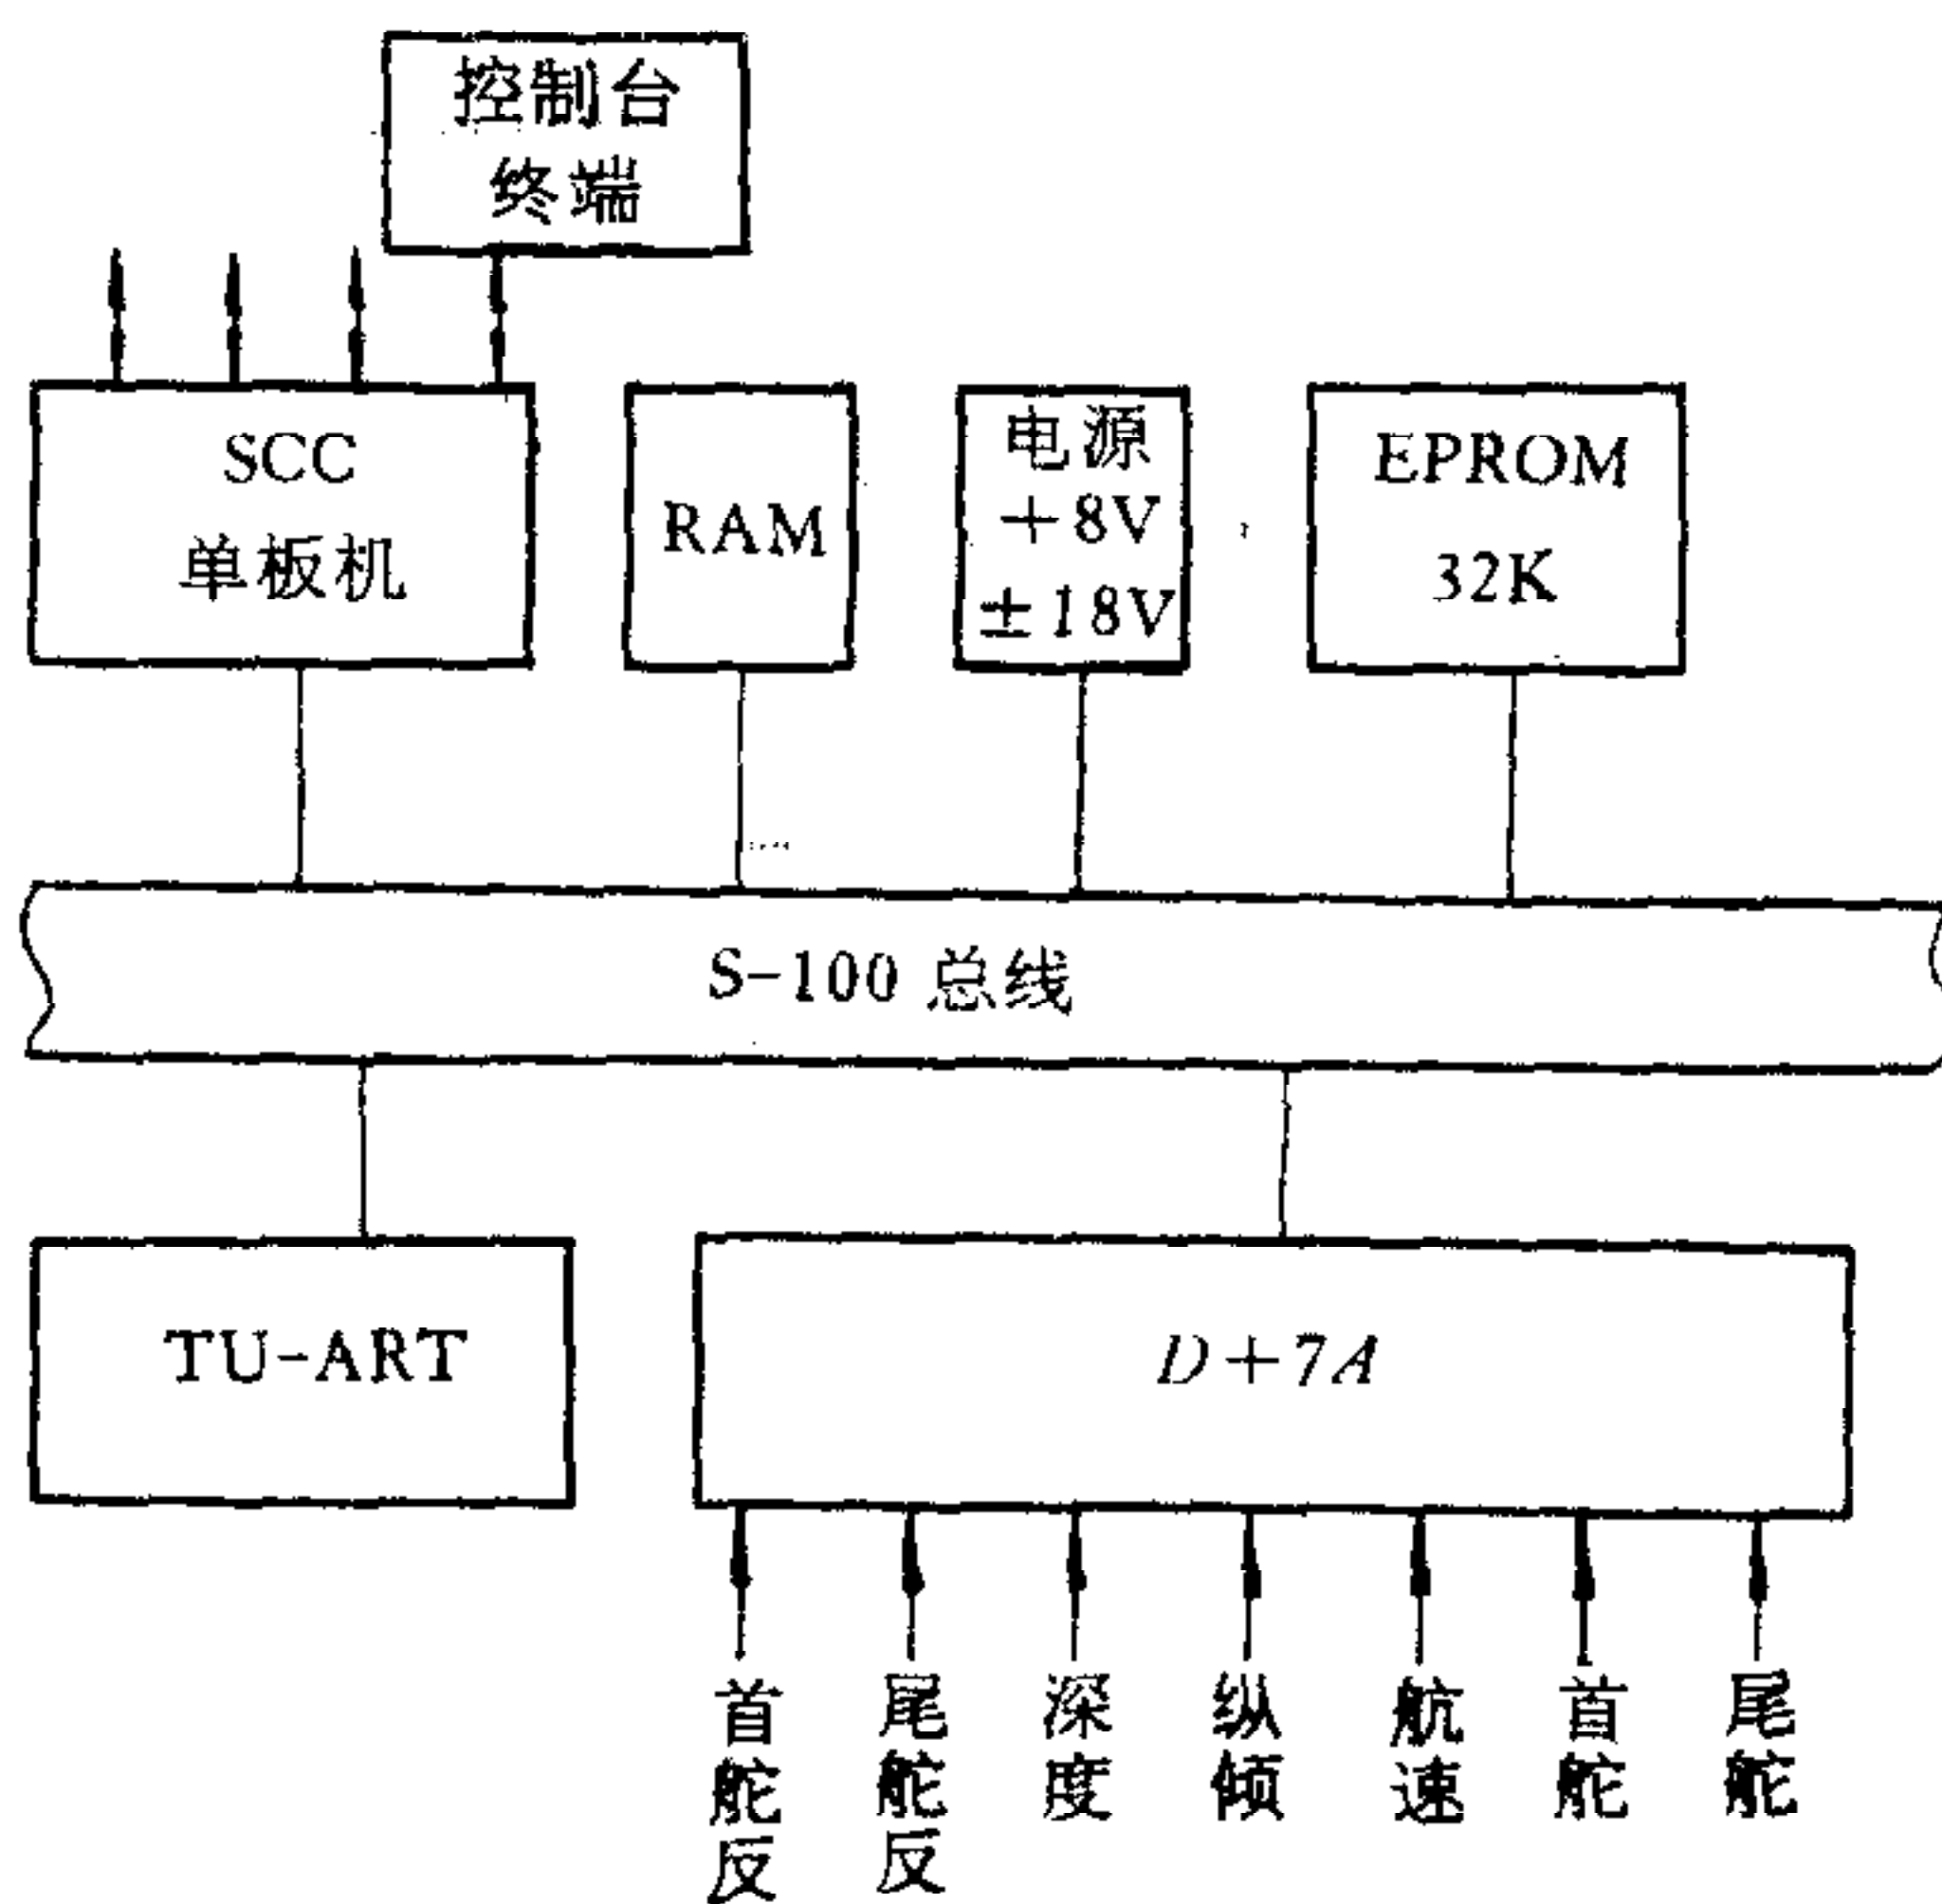 控制台
终端
SCC
单板机
RAM
电源
+8V
±18V
EPROM
32K
S-100 总线
TU-ART
D+7A
首舵反
尾舵反
深度
纵倾
航速
首舵
尾舵